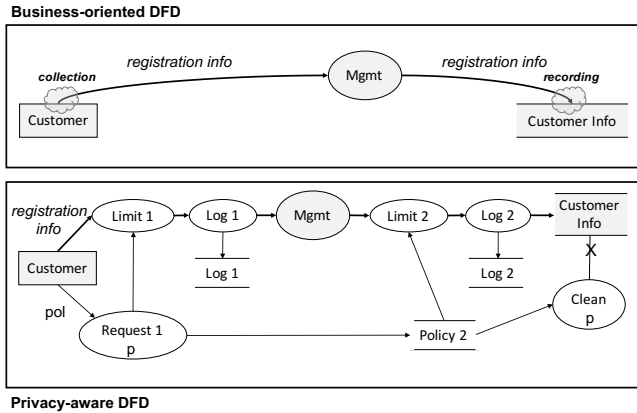 Business-oriented DFD
registration info
registration info
collection
Mgmt
recording
Customer
Customer Info
registration
info
Limit 1
Log 1
Mgmt
Limit 2
Log 2
Customer
Info
Customer
Log 1
Log 2
X
pol
Request 1
p
Policy 2
Clean
p
Privacy-aware DFD